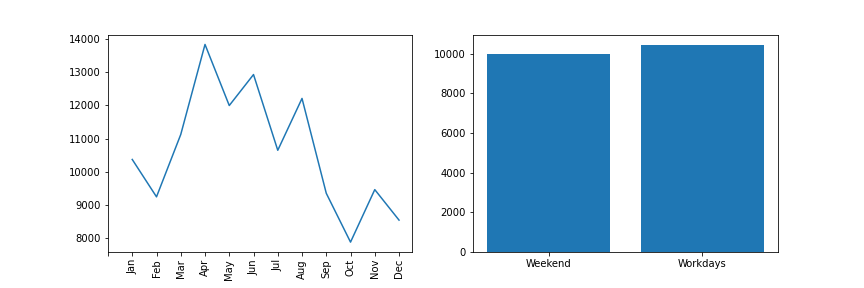 14000
13000
12000
11000
10000
9000
8000
Jan
Feb
Mar
Apr
May
Jun
Jul
Aug
Sep
Oct
Nov
Dec
10000
8000
6000
4000
2000
0
Weekend
Workdays